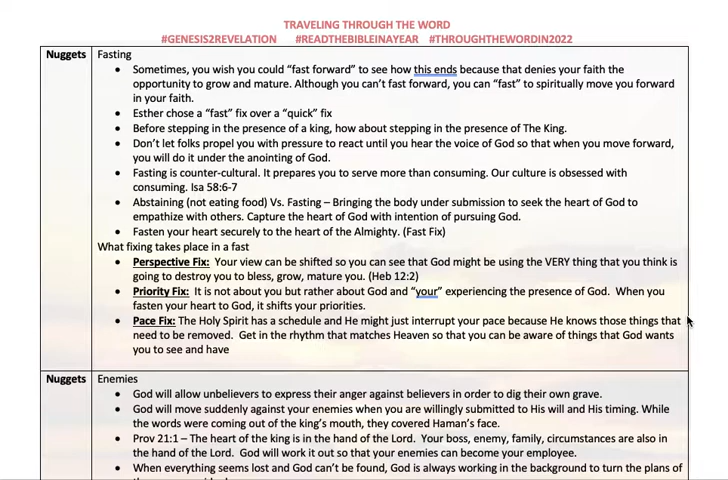 TRAVELING THROUGH THE WORD
#GENESIS2REVELATION #READTHEBIBLEINAYEAR #THROUGHTHEWORDIN2022
Nuggets Fasting
• Sometimes, you wish you could “fast forward” to see how this ends because that denies your faith the
opportunity to grow and mature. Although you can’t fast forward, you can “fast” to spiritually move you forward
in your faith.
• Esther chose a “fast” fix over a “quick” fix
• Before stepping in the presence of a king, how about stepping in the presence of The King.
• Don’t let folks propel you with pressure to react until you hear the voice of God so that when you move forward,
you will do it under the anointing of God.
• Fasting is counter-cultural. It prepares you to serve more than consuming. Our culture is obsessed with
consuming. Isa 58:6-7
• Abstaining (not eating food) Vs. Fasting – Bringing the body under submission to seek the heart of God to
empathize with others. Capture the heart of God with intention of pursuing God.
• Fasten your heart securely to the heart of the Almighty. (Fast Fix)
What fixing takes place in a fast
• Perspective Fix: Your view can be shifted so you can see that God might be using the VERY thing that you think is
going to destroy you to bless, grow, mature you. (Heb 12:2)
• Priority Fix: It is not about you but rather about God and “your” experiencing the presence of God. When you
fasten your heart to God, it shifts your priorities.
• Pace Fix: The Holy Spirit has a schedule and He might just interrupt your pace because He knows those things that
need to be removed. Get in the rhythm that matches Heaven so that you can be aware of things that God wants
you to see and have
Nuggets Enemies
• God will allow unbelievers to express their anger against believers in order to dig their own grave.
• God will move suddenly against your enemies when you are willingly submitted to His will and His timing. While
the words were coming out of the king’s mouth, they covered Haman’s face.
• Prov 21:1 – The heart of the king is in the hand of the Lord. Your boss, enemy, family, circumstances are also in
the hand of the Lord. God will work it out so that your enemies can become your employee.
• When everything seems lost and God can’t be found, God is always working in the background to turn the plans of